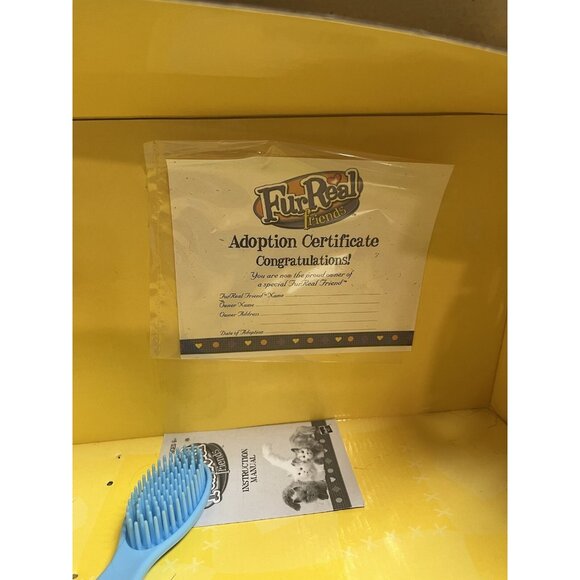 FurReal
friends
Adoption Certificate
Congratulations!
You are now the proud owner of
a special FurReal Friend™
FurReal Friend™ Name
Owner Name
Owner Address
Date of Adoption
friends
INSTRUCTION
MANUAL